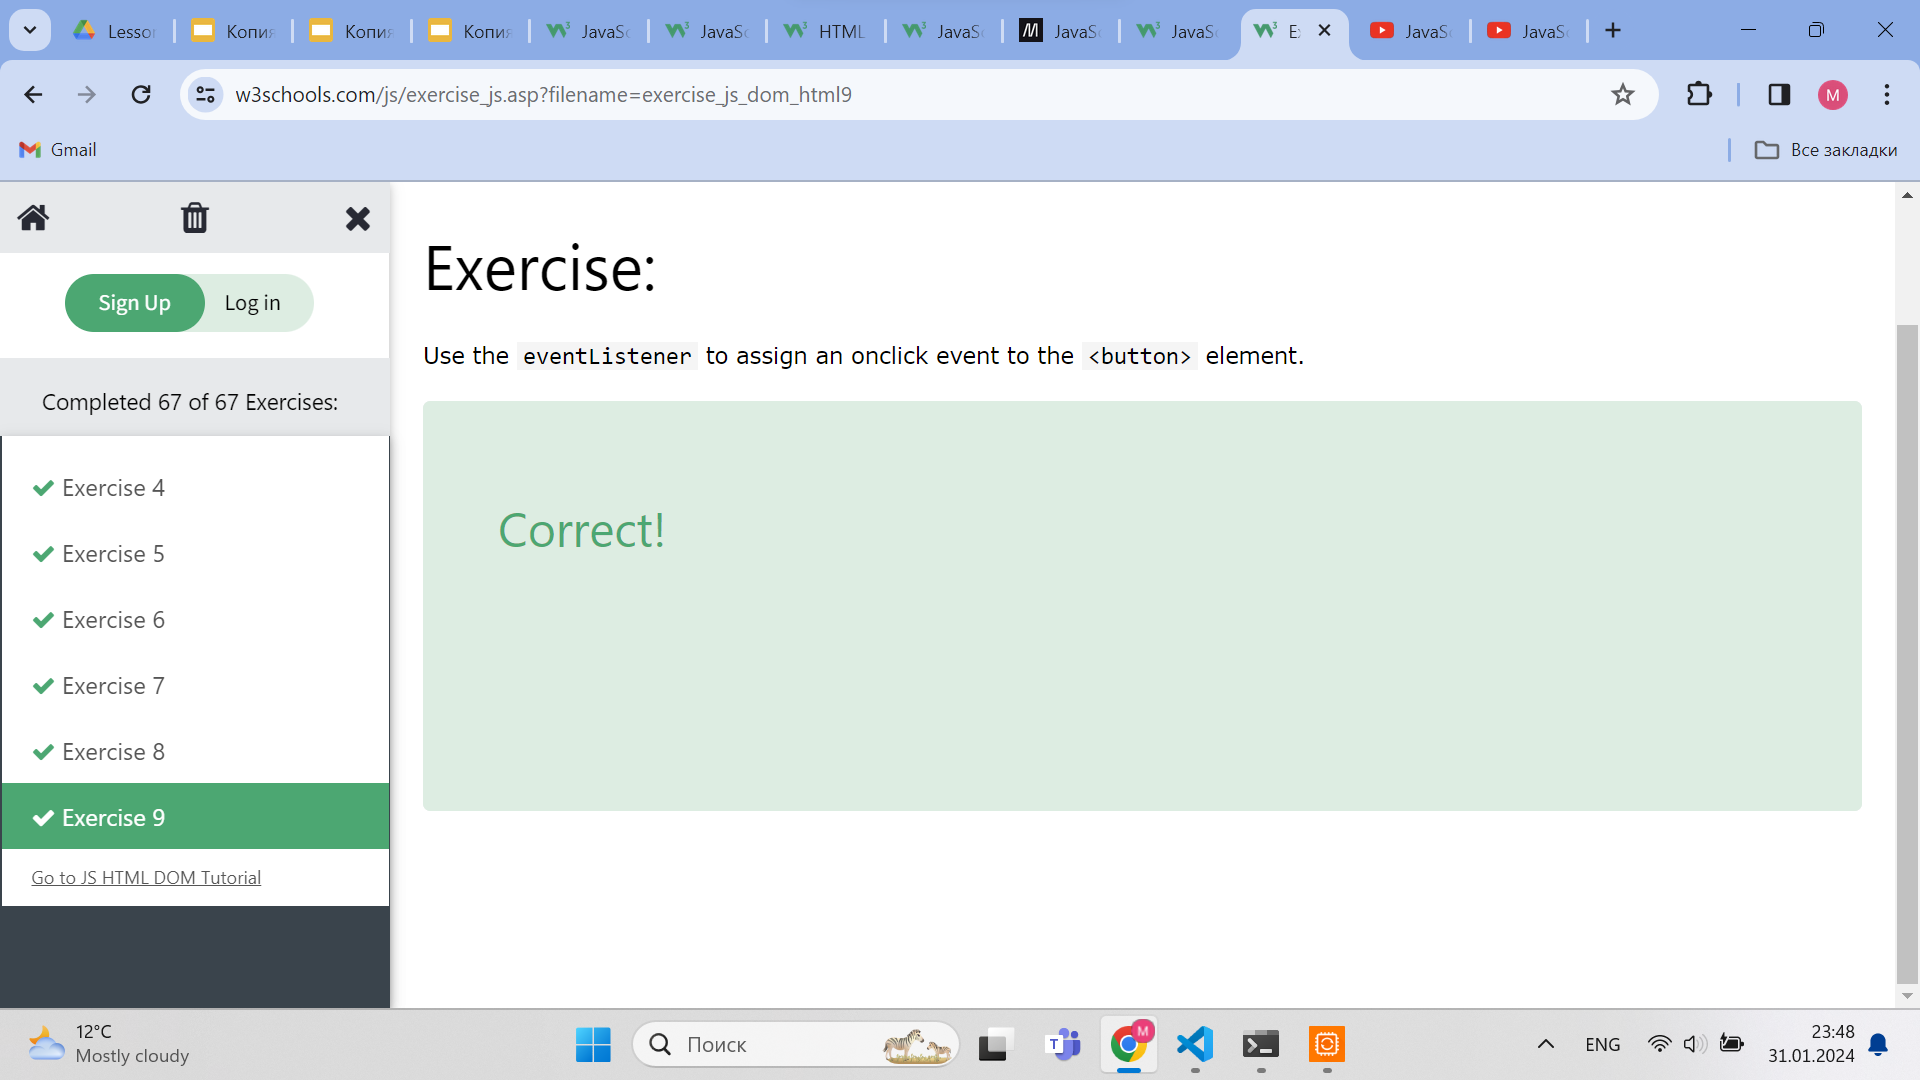 Lesson
Копия
Копия
Копия
JavaSc
JavaSc
HTML
JavaSc
JavaSc
JavaSc
Ex
JavaSc
JavaSc
w3schools.com/js/exercise_js.asp?filename=exercise_js_dom_html9
M
Gmail
Все закладки
Sign Up
Log in
Completed 67 of 67 Exercises:
Exercise 4
Exercise 5
Exercise 6
Exercise 7
Exercise 8
Exercise 9
Go to JS HTML DOM Tutorial
Exercise:
Use the eventListener to assign an onclick event to the <button> element.
Correct!
12°C
Mostly cloudy
Поиск
ENG
23:48
31.01.2024